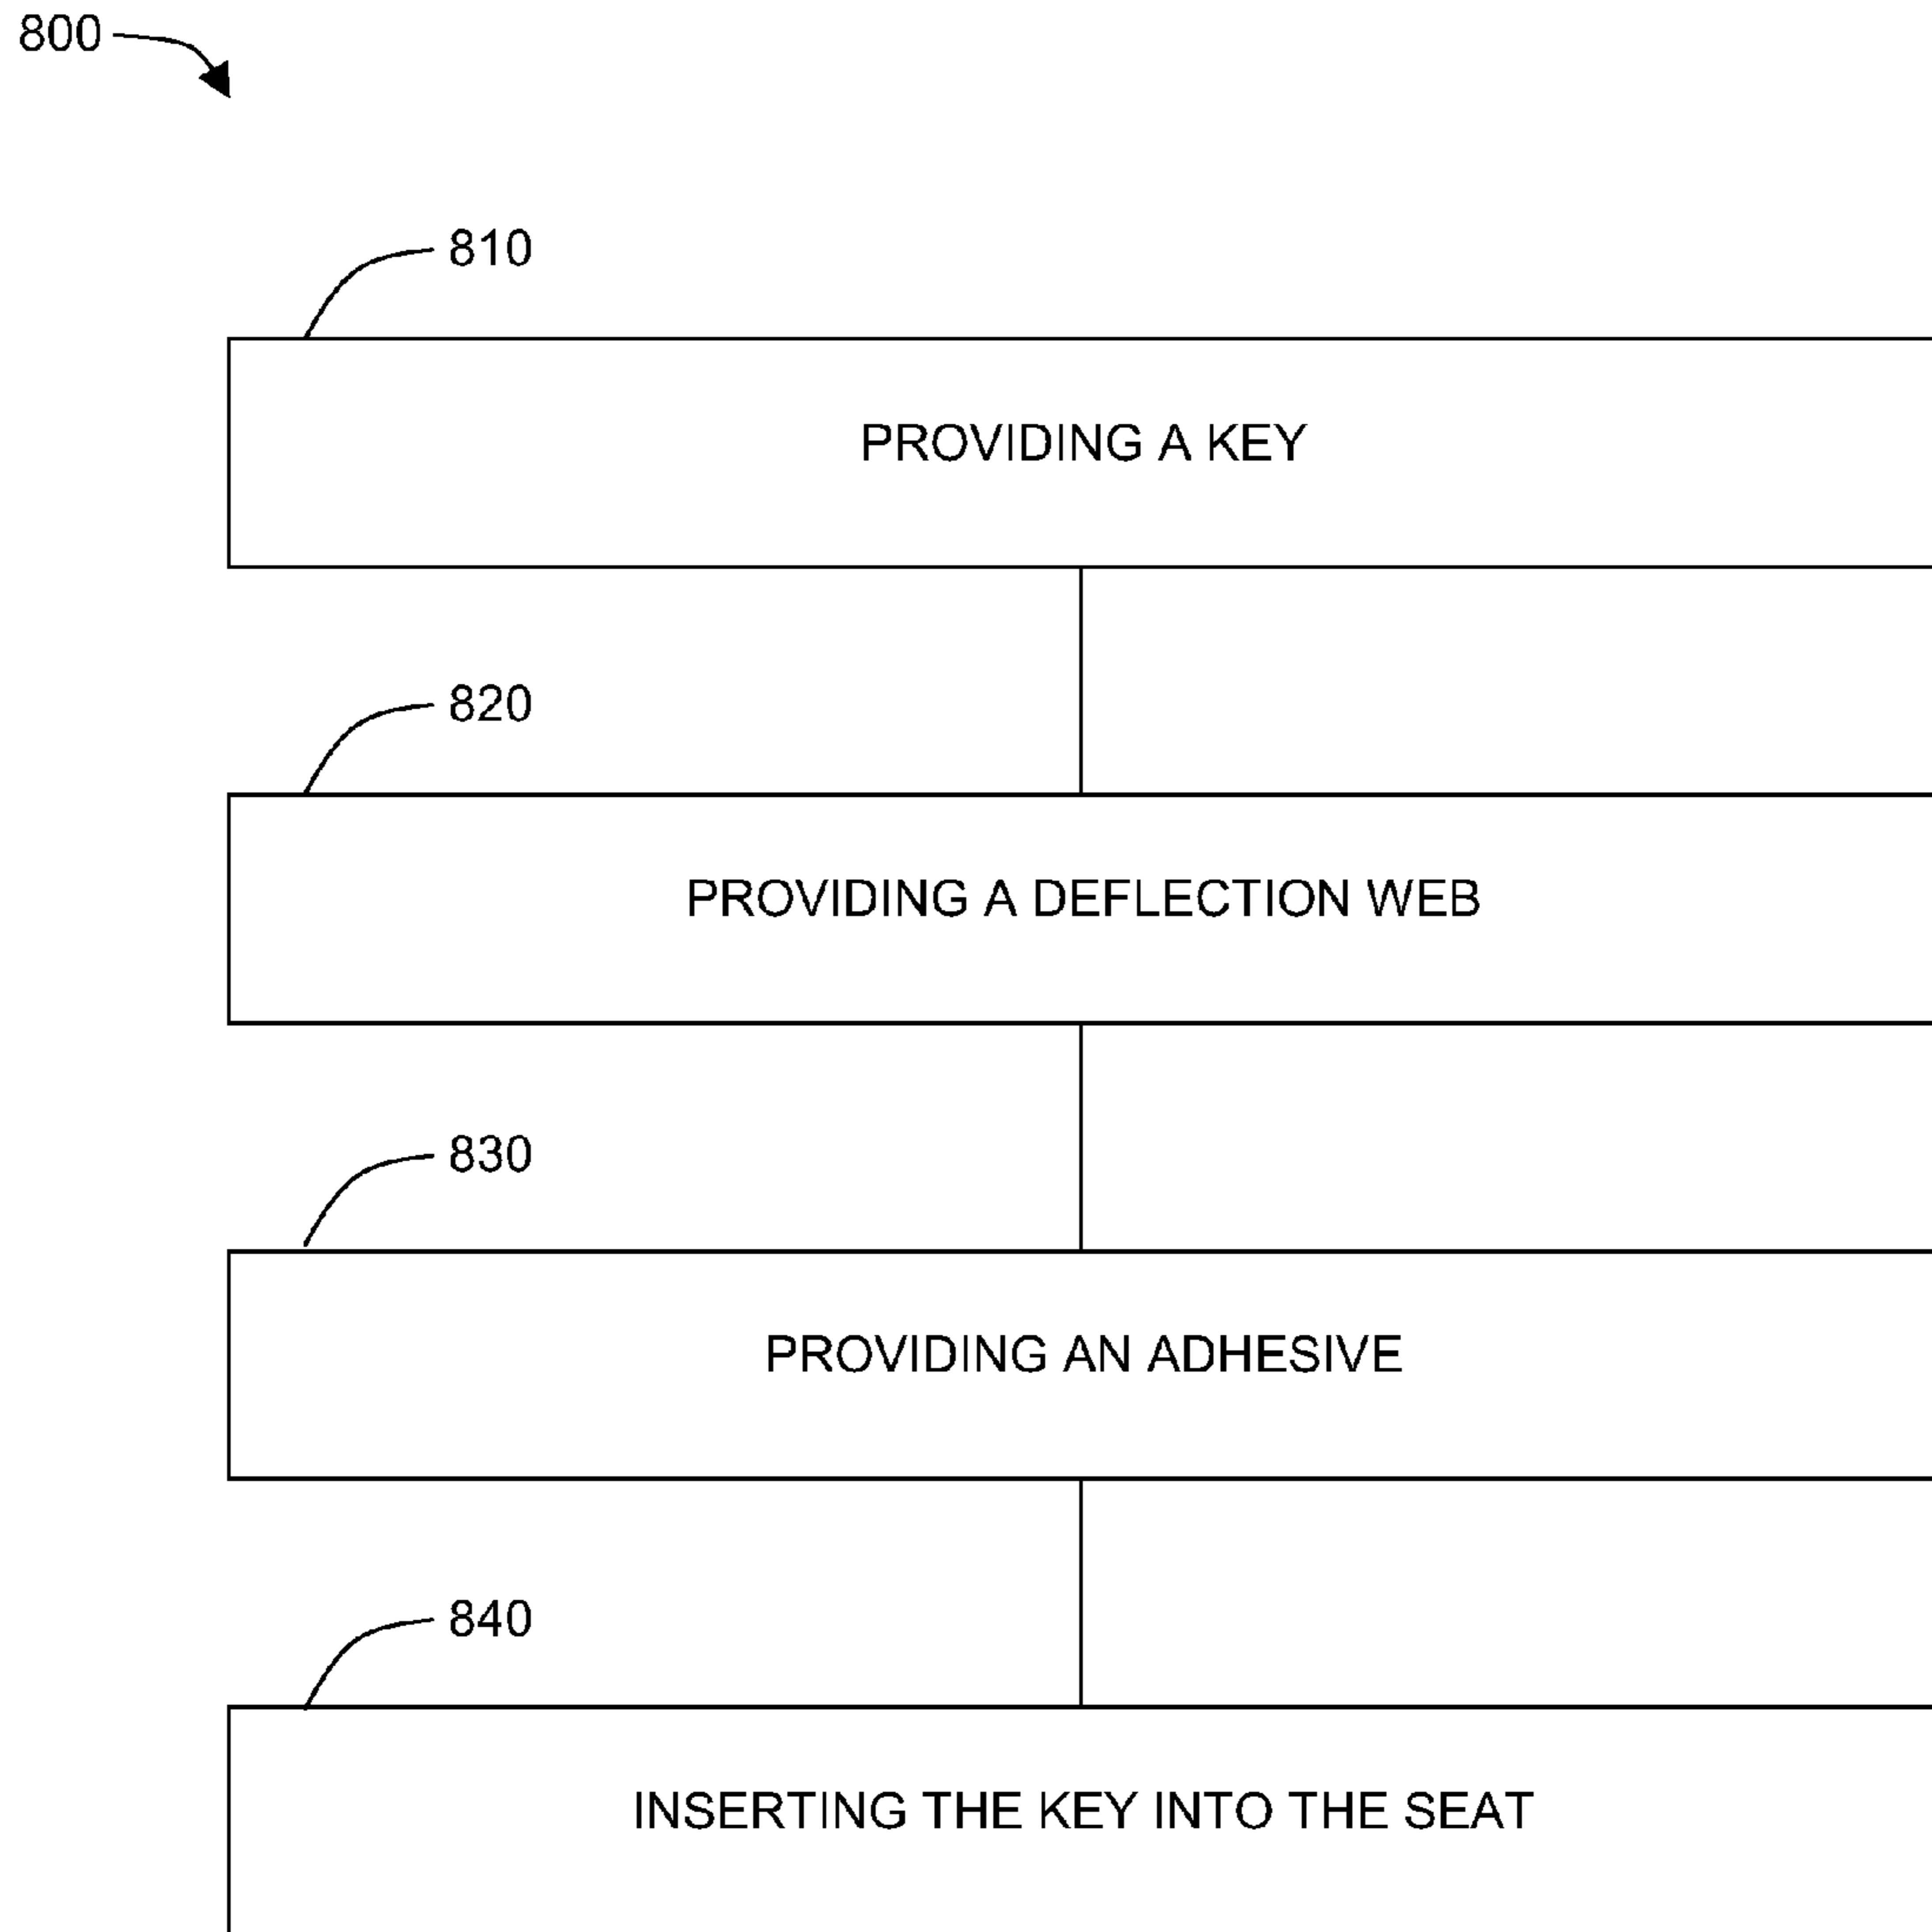 800
810
PROVIDING A KEY
820
PROVIDING A DEFLECTION WEB
830
PROVIDING AN ADHESIVE
840
INSERTING THE KEY INTO THE SEAT